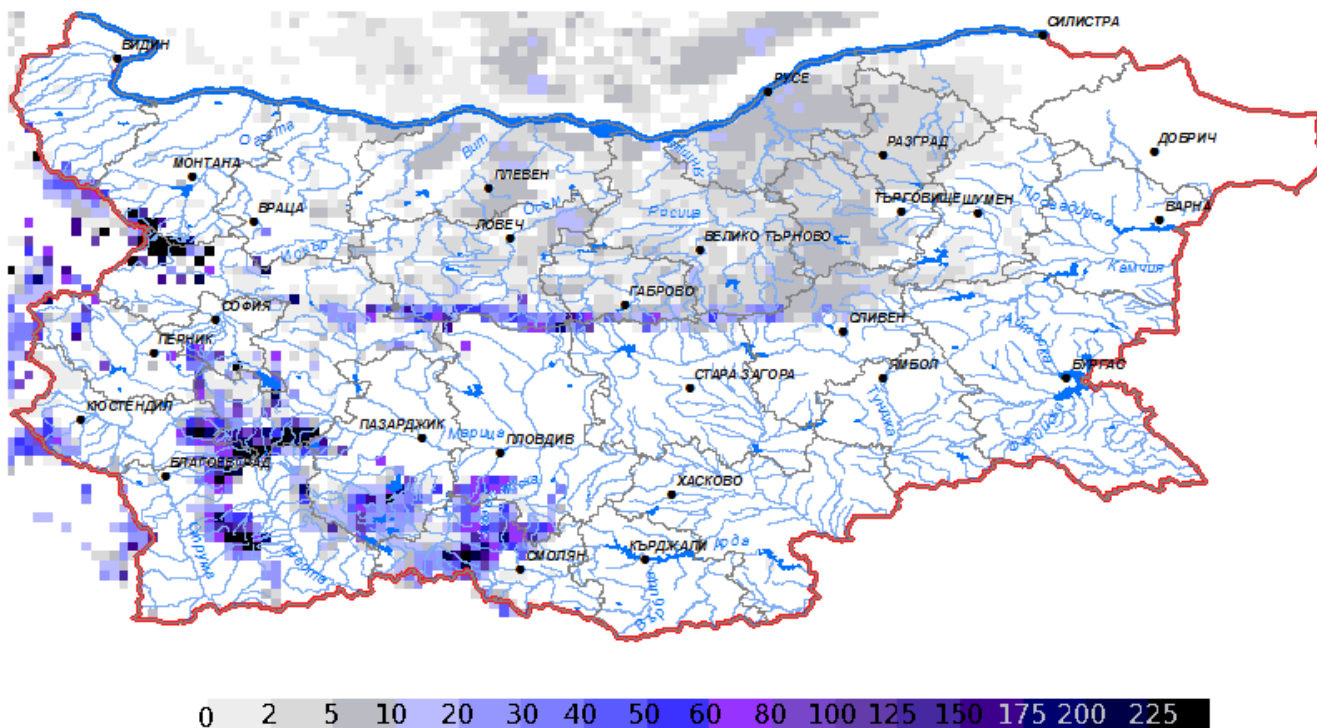 СИЛИСТРА
ВИДИН
РУСЕ
Огоста
Вит
РАЗГРАД
ДОБРИЧ
МОНТАНА
ПЛЕВЕН
Осъм
ВРАЦА
Росица
ТЪРГОВИЩЕ
ШУМЕН
Провадийска
ВАРНА
ЛОВЕЧ
ВЕЛИКО ТЪРНОВО
Искър
Камчия
СОФИЯ
ГАБРОВО
СЛИВЕН
Айтоска
ПЕРНИК
СТАРА ЗАГОРА
ЯМБОЛ
БУРГАС
КЮСТЕНДИЛ
Тунджа
ПАЗАРДЖИК
Марица
ПЛОВДИВ
БЛАГОЕВГРАД
ХАСКОВО
Струма
Места
СМОЛЯН
КЪРДЖАЛИ
0 2 5 10 20 30 40 50 60 80 100 125 150 175 200 225